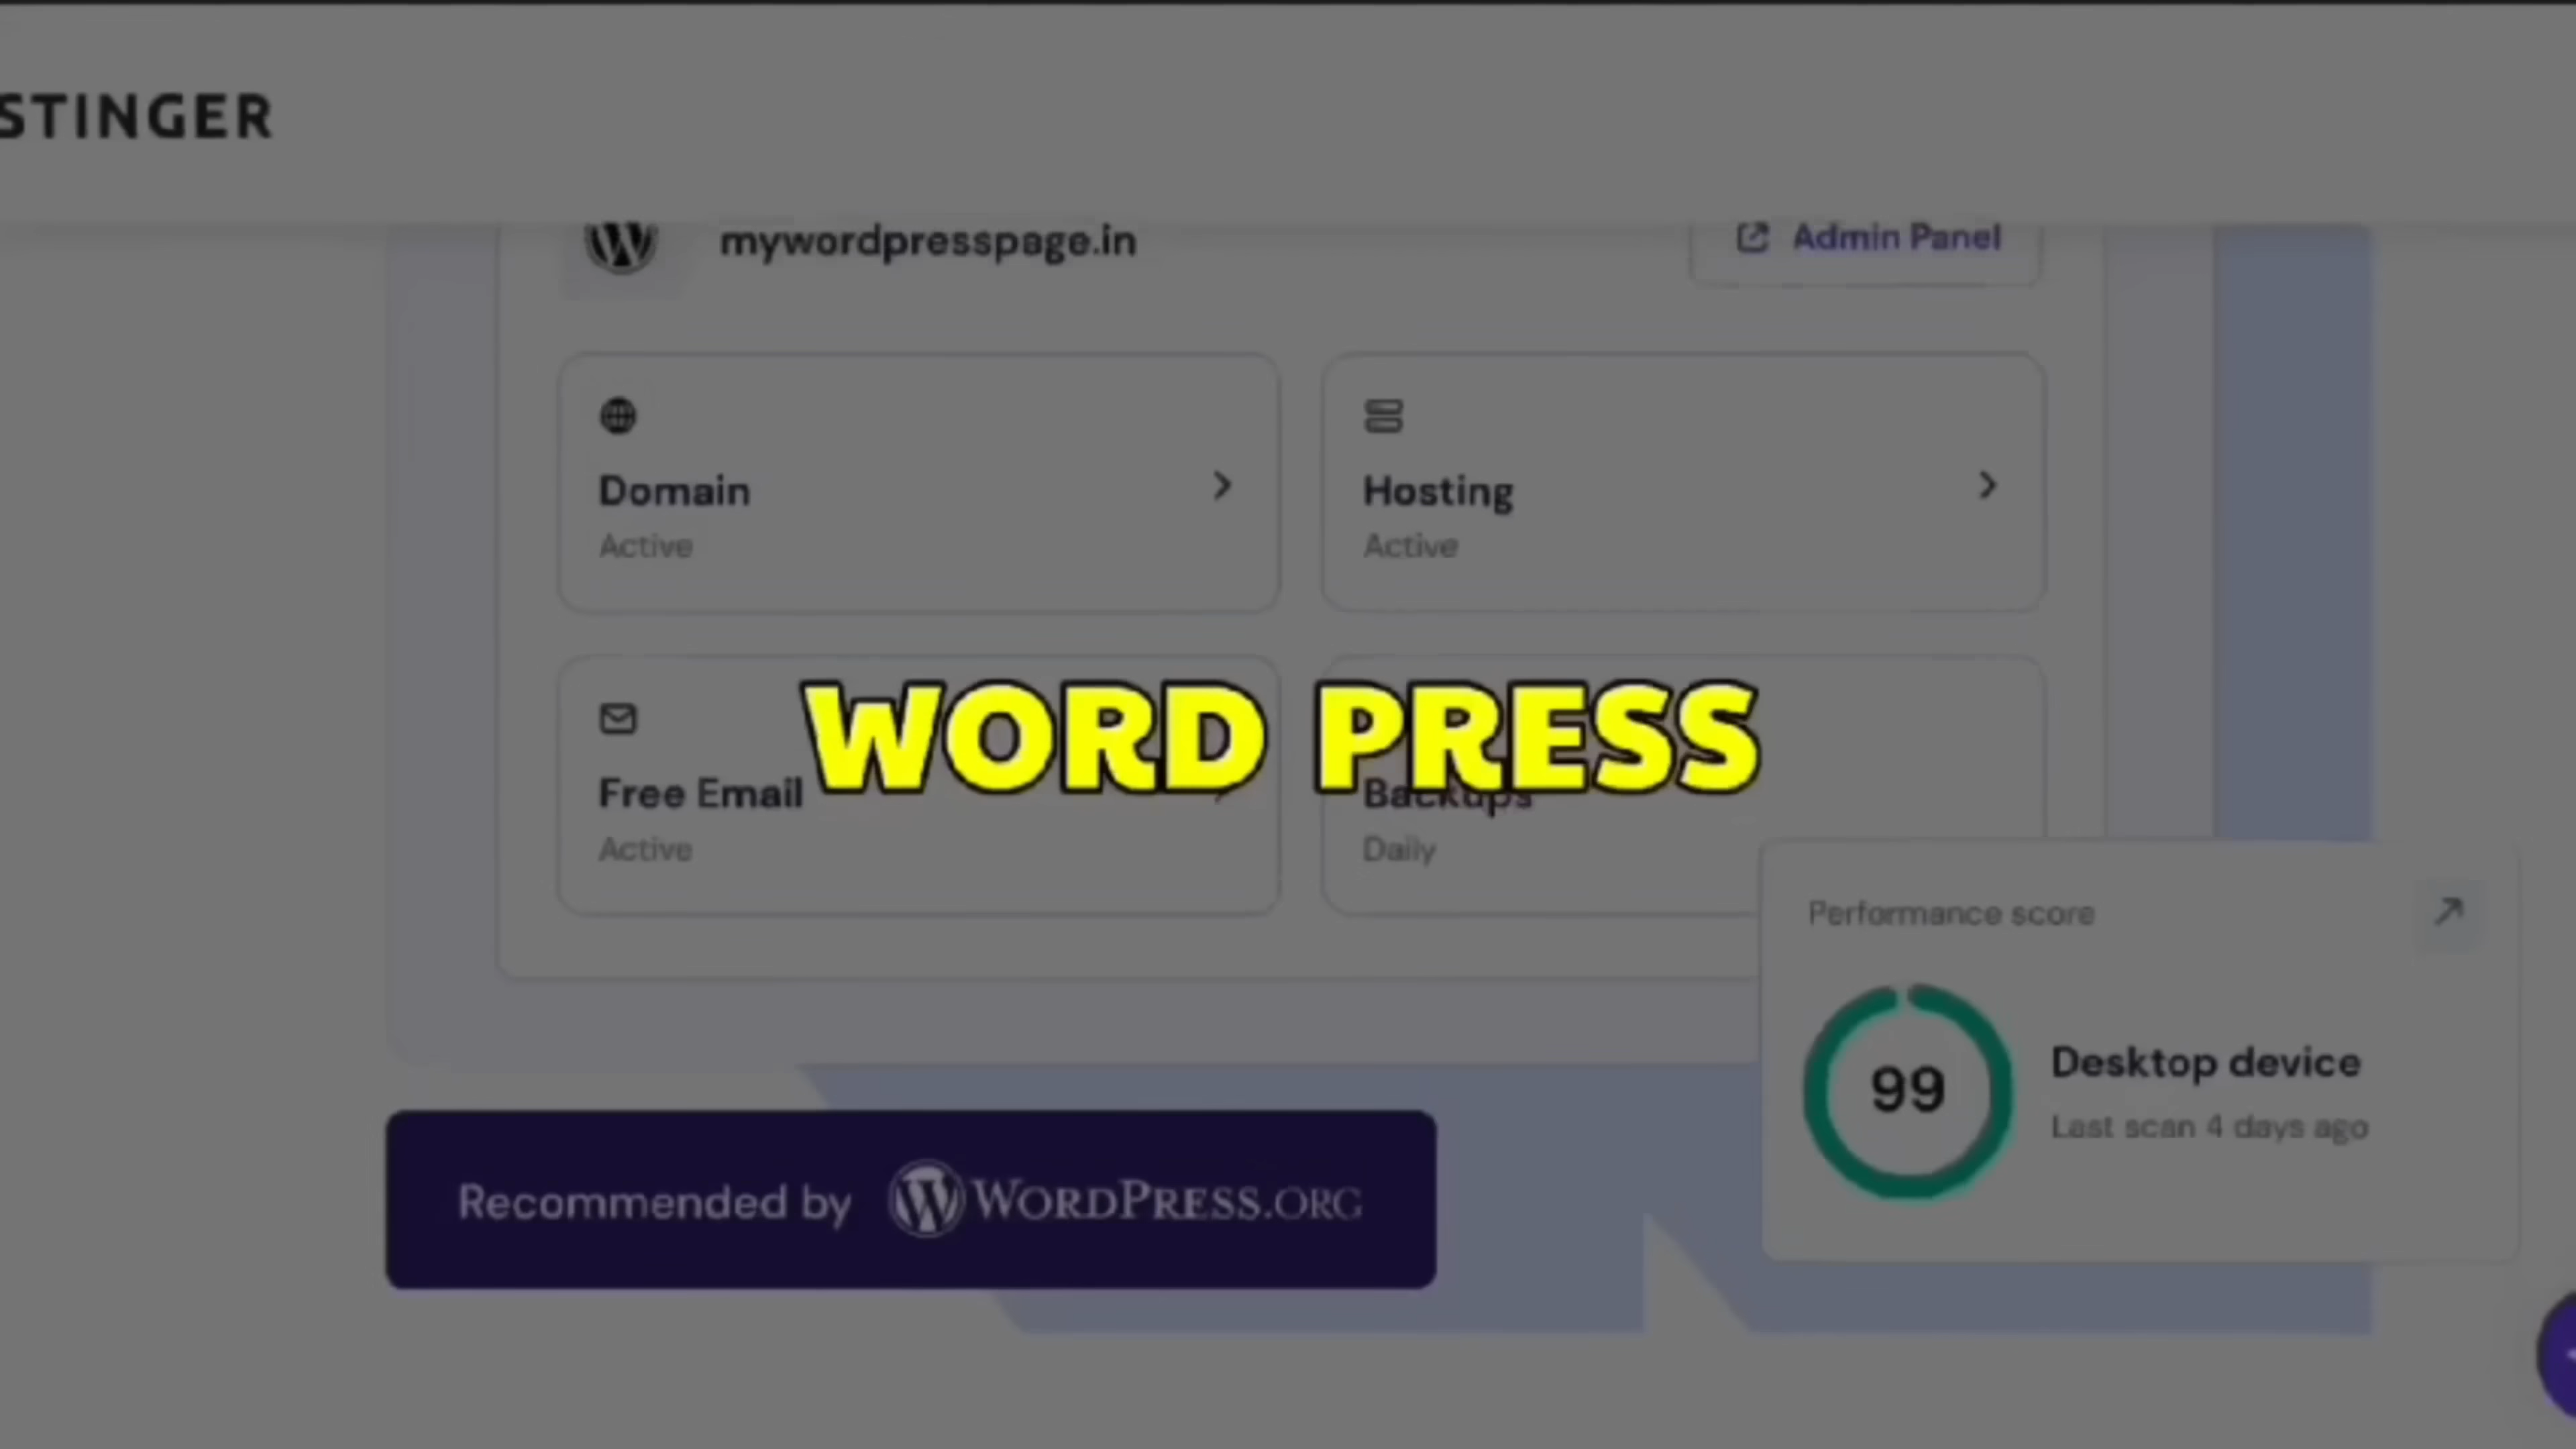 STINGER
mywordpresspage.in
Admin Panel
Domain
Active
Hosting
Active
WORD PRESS
Free Email
Active
Backups
Daily
Performance score
99
Desktop device
Last scan 4 days ago
Recommended by WORDPRESS.ORG